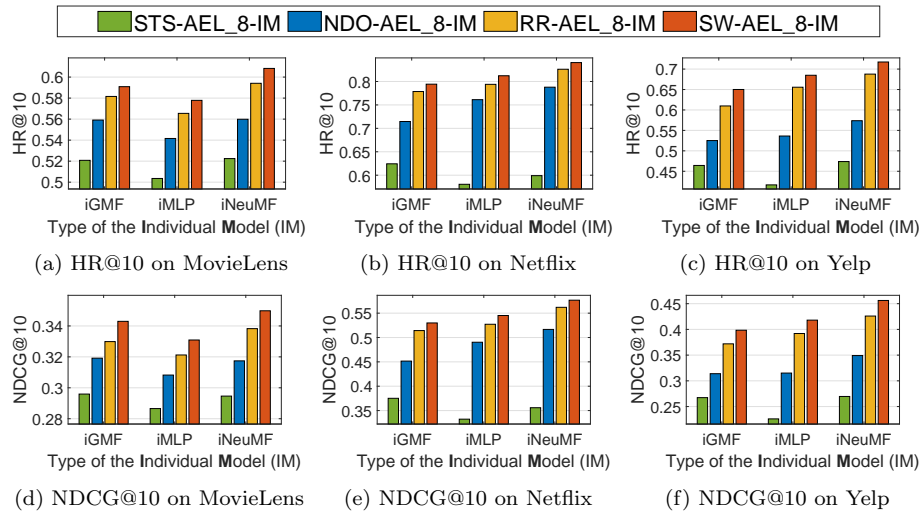 STS-AEL_8-IM NDO-AEL_8-IM RR-AEL_8-IM SW-AEL_8-IM
HR@10
0.6
0.58
0.56
0.54
0.52
0.5
iGMF iMLP iNeuMF
Type of the Individual Model (IM)
(a) HR@10 on MovieLens
HR@10
0.8
0.75
0.7
0.65
0.6
iGMF iMLP iNeuMF
Type of the Individual Model (IM)
(b) HR@10 on Netflix
HR@10
0.7
0.65
0.6
0.55
0.5
0.45
iGMF iMLP iNeuMF
Type of the Individual Model (IM)
(c) HR@10 on Yelp
NDCG@10
0.34
0.32
0.3
0.28
iGMF iMLP iNeuMF
Type of the Individual Model (IM)
(d) NDCG@10 on MovieLens
NDCG@10
0.55
0.5
0.45
0.4
0.35
iGMF iMLP iNeuMF
Type of the Individual Model (IM)
(e) NDCG@10 on Netflix
NDCG@10
0.45
0.4
0.35
0.3
0.25
iGMF iMLP iNeuMF
Type of the Individual Model (IM)
(f) NDCG@10 on Yelp